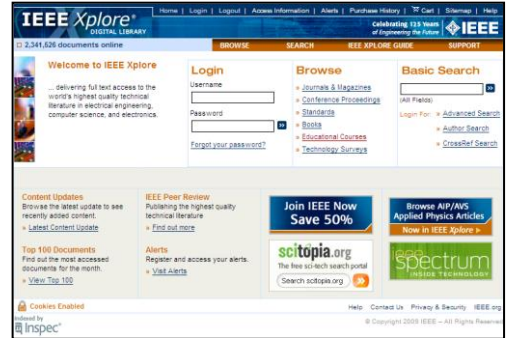 IEEE Xplore®
DIGITAL LIBRARY
Home | Login | Logout | Access Information | Alerts | Purchase History | Cart | Sitemap | Help
Celebrating 125 Years
of Engineering the Future
IEEE
2,341,526 documents online
BROWSE SEARCH IEEE XPLORE GUIDE SUPPORT
Welcome to IEEE Xplore
... delivering full text access to the
world's highest quality technical
literature in electrical engineering,
computer science, and electronics.
Login
Username
Password
Forgot your password?
Browse
» Journals & Magazines
» Conference Proceedings
» Standards
» Books
» Educational Courses
» Technology Surveys
Basic Search
(All Fields)
Login For: » Advanced Search
» Author Search
» CrossRef Search
Content Updates
Browse the latest update to see
recently added content.
» Latest Content Update
IEEE Peer Review
Publishing the highest quality
technical literature
» Find out more
Top 100 Documents
Find out the most accessed
documents for the month.
» View Top 100
Alerts
Register and access your alerts.
» Visit Alerts
Join IEEE Now
Save 50%
Browse AIP/AVS
Applied Physics Articles
Now in IEEE Xplore ►
scitopia.org
The free sci-tech search portal
Search scitopia.org
ieee
spectrum
INSIDE TECHNOLOGY
Cookies Enabled
Help Contact Us Privacy & Security IEEE.org
Indexed by
Inspec®
© Copyright 2009 IEEE – All Rights Reserved